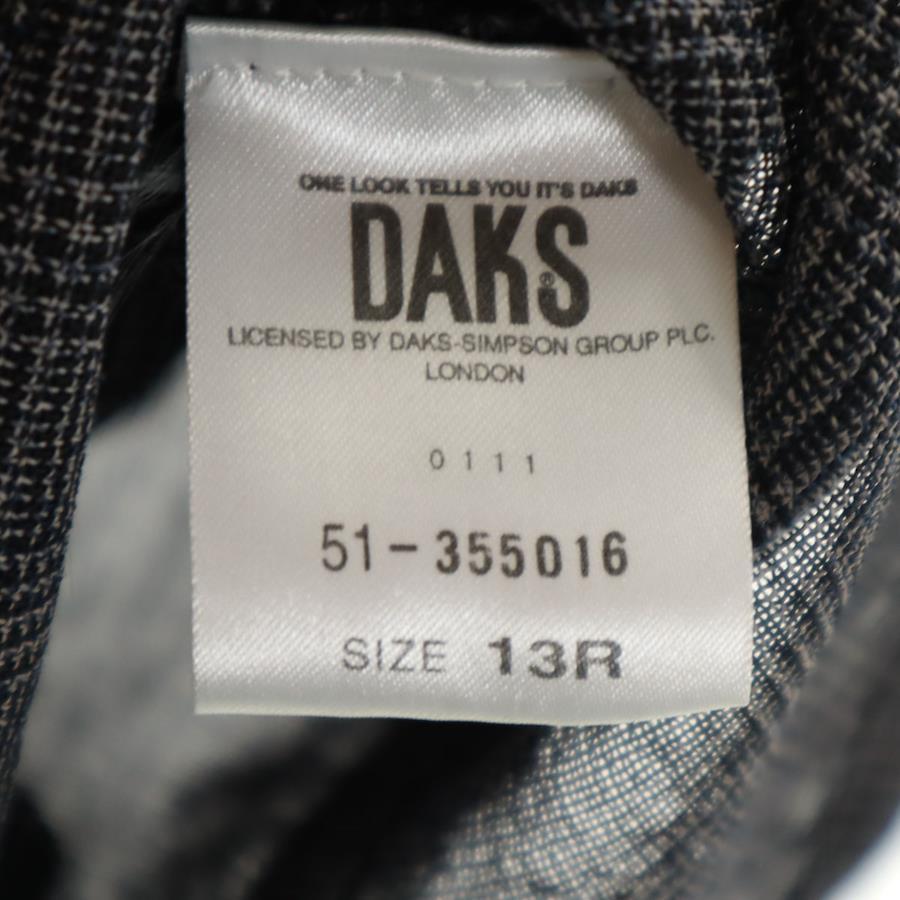 ONE LOOK TELLS YOU IT'S DAKS
DAKS®
LICENSED BY DAKS-SIMPSON GROUP PLC.
LONDON
0111
51-355016
SIZE 13R